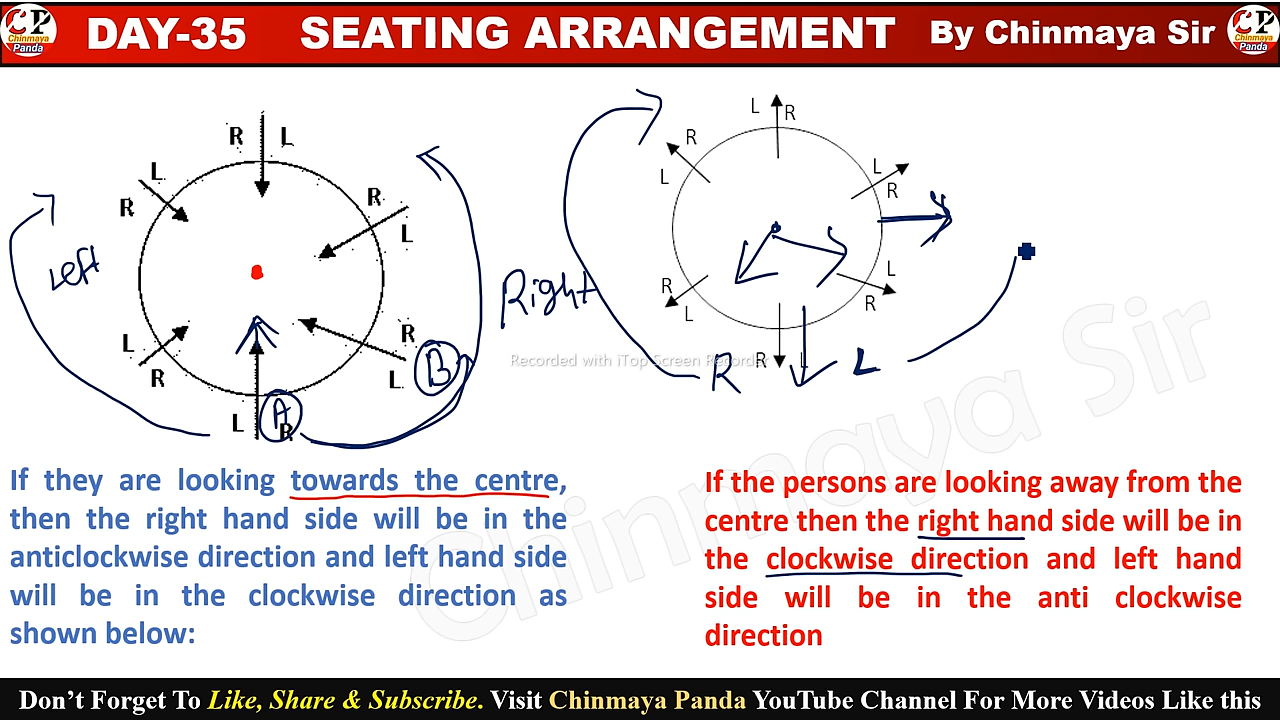 CP Chinmaya Panda
DAY-35 SEATING ARRANGEMENT By Chinmaya Sir
CP Chinmaya Panda
R L
L R
R L
R L
Left
L R
R L
B
L A R
Right
L R
R L
L R
R L
L R
R L
R L
Recorded with iTop Screen Recorder
Chinmaya Sir
If they are looking towards the centre,
then the right hand side will be in the
anticlockwise direction and left hand side
will be in the clockwise direction as
shown below:
If the persons are looking away from the
centre then the right hand side will be in
the clockwise direction and left hand
side will be in the anti clockwise
direction
Don’t Forget To Like, Share & Subscribe. Visit Chinmaya Panda YouTube Channel For More Videos Like this